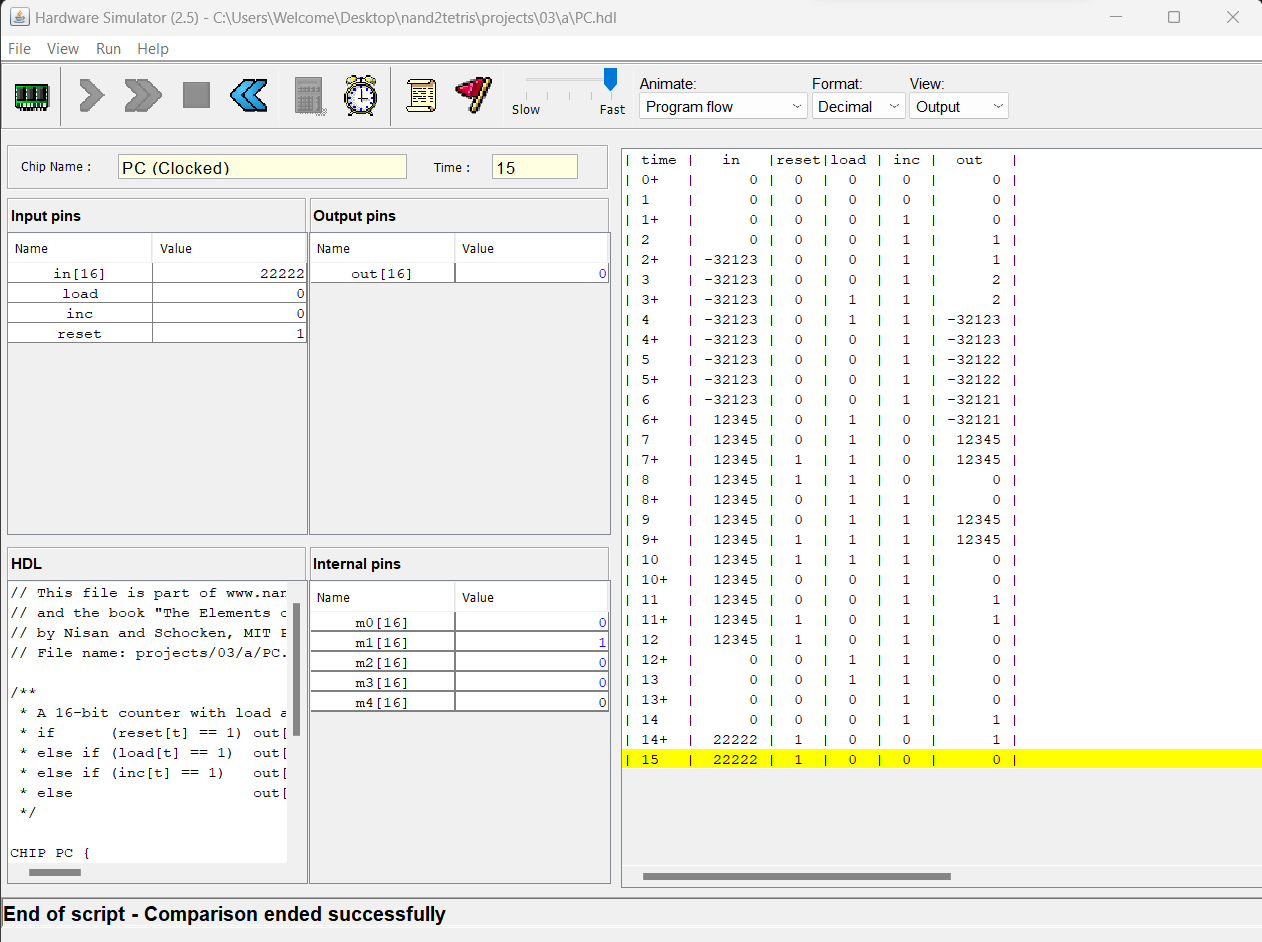 Hardware Simulator (2.5) - C:\Users\Welcome\Desktop\nand2tetris\projects\03\a\PC.hdl
File View Run Help
Slow Fast
Animate: Format: View:
Program flow Decimal Output
Chip Name : PC (Clocked) Time : 15
Input pins
Name Value
in[16] 22222
load 0
inc 0
reset 1
Output pins
Name Value
out[16] 0
HDL
// This file is part of www.nan
// and the book "The Elements o
// by Nisan and Schocken, MIT P
// File name: projects/03/a/PC.
/**
* A 16-bit counter with load a
* if (reset[t] == 1) out[
* else if (load[t] == 1) out[
* else if (inc[t] == 1) out[
* else out[
*/
CHIP PC {
Internal pins
Name Value
m0[16] 0
m1[16] 1
m2[16] 0
m3[16] 0
m4[16] 0
| time | in |reset|load | inc | out |
| 0+ | 0 | 0 | 0 | 0 | 0 |
| 1 | 0 | 0 | 0 | 0 | 0 |
| 1+ | 0 | 0 | 0 | 1 | 0 |
| 2 | 0 | 0 | 0 | 1 | 1 |
| 2+ | -32123 | 0 | 0 | 1 | 1 |
| 3 | -32123 | 0 | 0 | 1 | 2 |
| 3+ | -32123 | 0 | 1 | 1 | 2 |
| 4 | -32123 | 0 | 1 | 1 | -32123 |
| 4+ | -32123 | 0 | 0 | 1 | -32123 |
| 5 | -32123 | 0 | 0 | 1 | -32122 |
| 5+ | -32123 | 0 | 0 | 1 | -32122 |
| 6 | -32123 | 0 | 0 | 1 | -32121 |
| 6+ | 12345 | 0 | 1 | 0 | -32121 |
| 7 | 12345 | 0 | 1 | 0 | 12345 |
| 7+ | 12345 | 1 | 1 | 0 | 12345 |
| 8 | 12345 | 1 | 1 | 0 | 0 |
| 8+ | 12345 | 0 | 1 | 1 | 0 |
| 9 | 12345 | 0 | 1 | 1 | 12345 |
| 9+ | 12345 | 1 | 1 | 1 | 12345 |
| 10 | 12345 | 1 | 1 | 1 | 0 |
| 10+ | 12345 | 0 | 0 | 1 | 0 |
| 11 | 12345 | 0 | 0 | 1 | 1 |
| 11+ | 12345 | 1 | 0 | 1 | 1 |
| 12 | 12345 | 1 | 0 | 1 | 0 |
| 12+ | 0 | 0 | 1 | 1 | 0 |
| 13 | 0 | 0 | 1 | 1 | 0 |
| 13+ | 0 | 0 | 0 | 1 | 0 |
| 14 | 0 | 0 | 0 | 1 | 1 |
| 14+ | 22222 | 1 | 0 | 0 | 1 |
| 15 | 22222 | 1 | 0 | 0 | 0 |
End of script - Comparison ended successfully